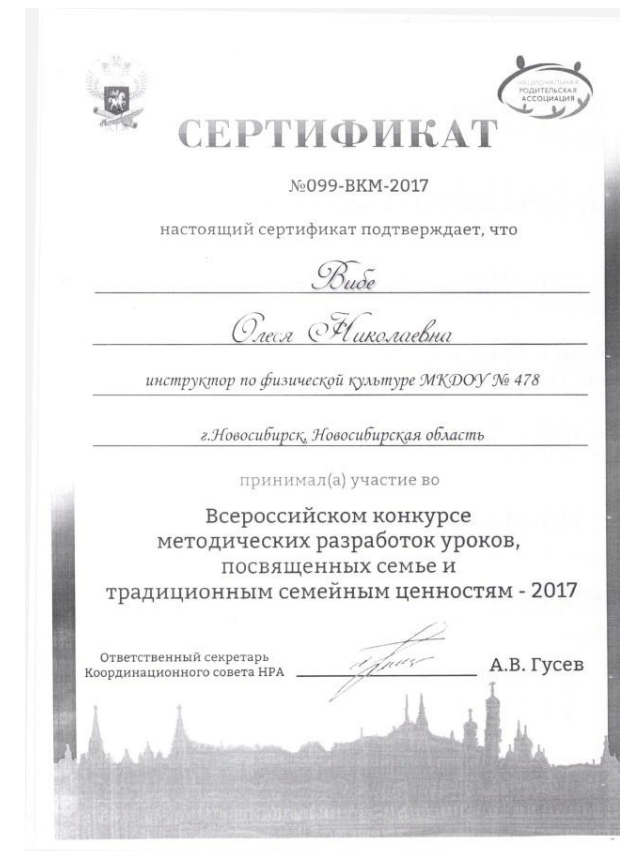 НАЦИОНАЛЬНАЯ
РОДИТЕЛЬСКАЯ
АССОЦИАЦИЯ
СЕРТИФИКАТ
№099-ВКМ-2017
настоящий сертификат подтверждает, что
Вибе
Олеся Николаевна
инструктор по физической культуре МКДОУ № 478
г.Новосибирск, Новосибирская область
принимал(а) участие во
Всероссийском конкурсе
методических разработок уроков,
посвященных семье и
традиционным семейным ценностям - 2017
Ответственный секретарь
Координационного совета НРА
А.В. Гусев